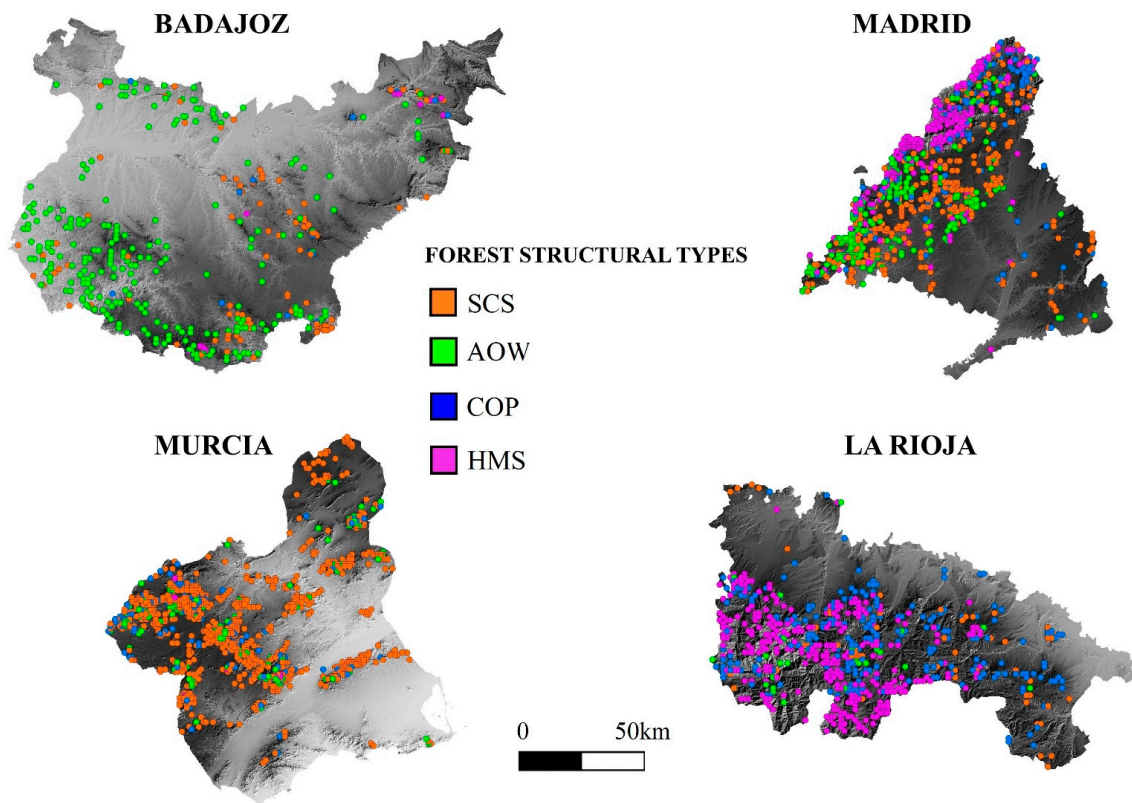 BADAJOZ
MADRID
FOREST STRUCTURAL TYPES
SCS
AOW
COP
HMS
MURCIA
LA RIOJA
0 50km